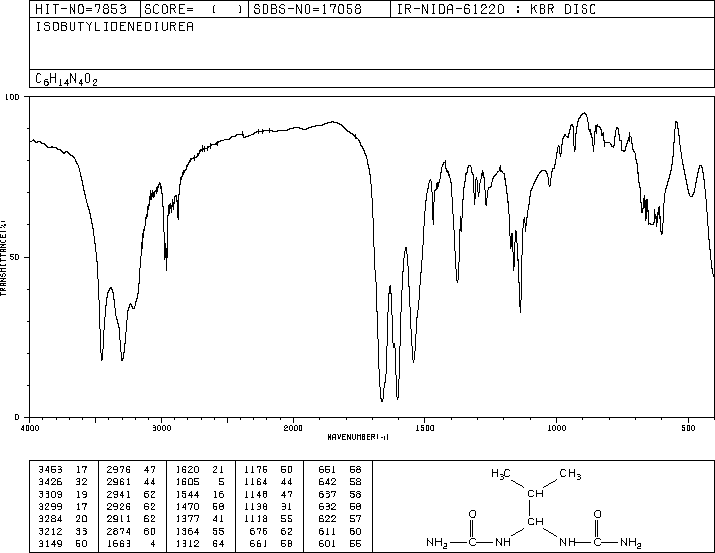 HIT-NO=7853 SCORE= ( ) SDBS-NO=17058 IR-NIDA-61220 : KBR DISC
ISOBUTYLIDENEDIUREA
C6H14N4O2
100
TRANSMITTANCE(%)
50
0
4000 3000 2000 1500 1000 500
WAVENUMBER(-1)
3453 17 2976 47 1620 21 1176 50 651 58
3426 32 2961 44 1605 5 1164 44 642 58
3309 19 2941 62 1544 16 1148 47 637 58
3299 17 2926 62 1470 58 1138 31 632 58
3284 20 2911 62 1377 41 1118 55 622 57
3212 33 2874 60 1364 55 676 62 611 60
3149 60 1663 4 1312 64 661 58 601 55
H3C CH3
CH
O O
CH
NH2 C NH NH C NH2